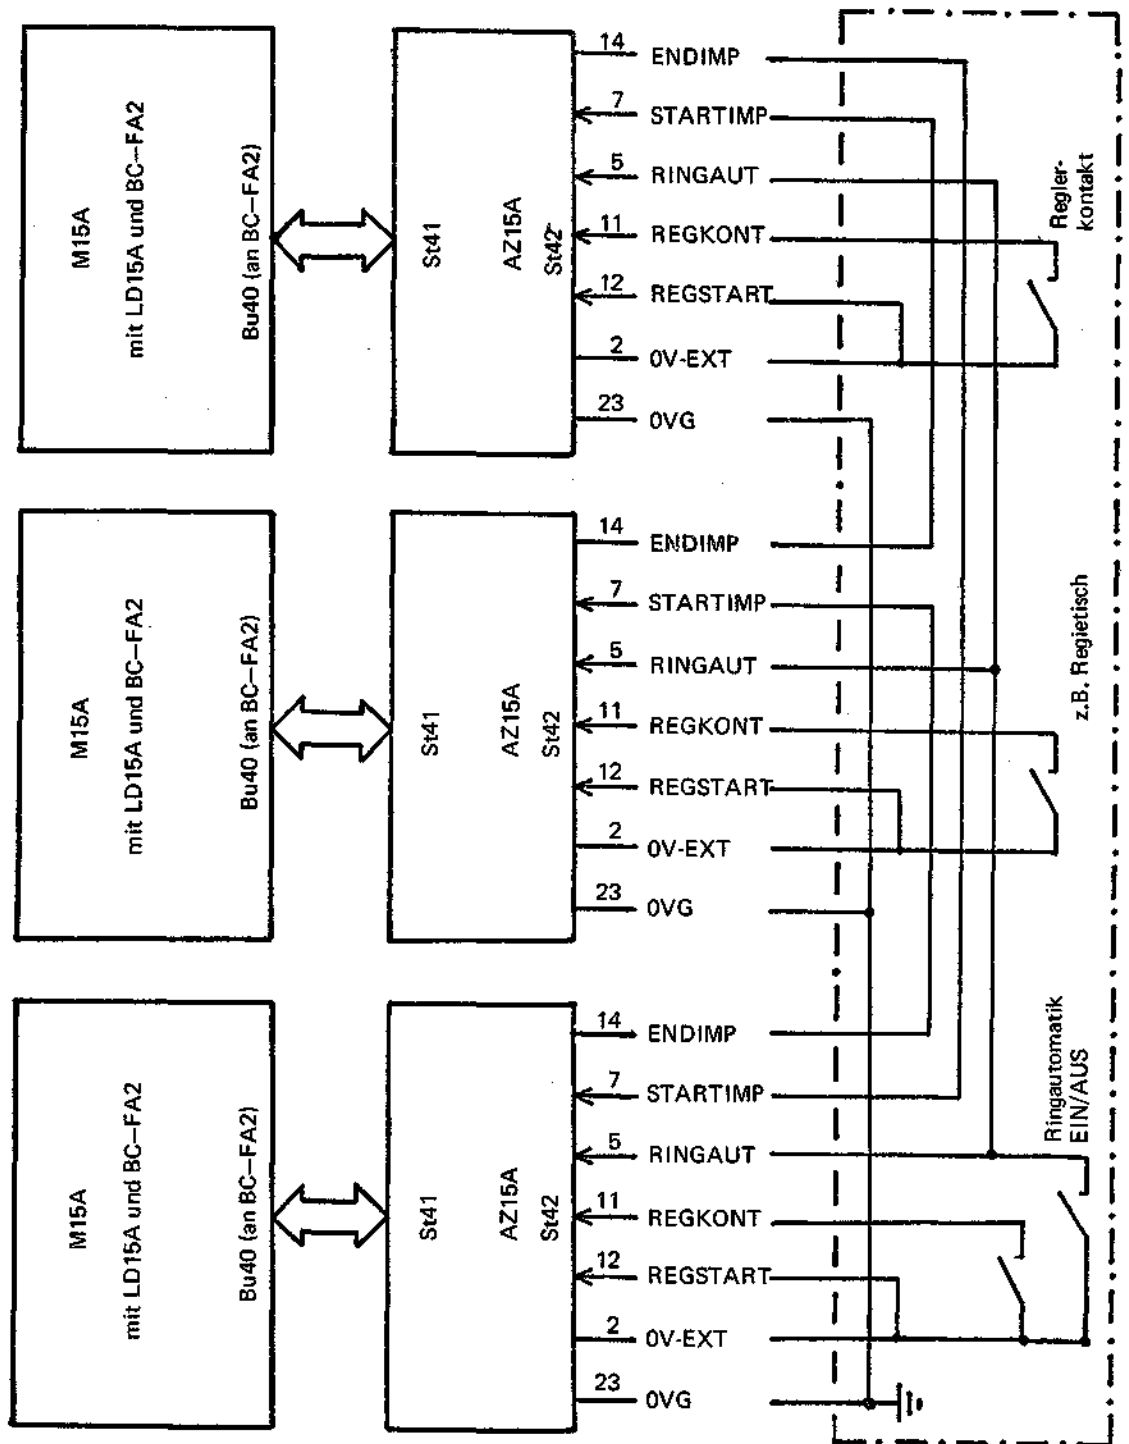 M15A
mit LD15A und BC–FA2
Bu40 (an BC–FA2)
St41
AZ15A
St42
14 ENDIMP
7 STARTIMP
5 RINGAUT
11 REGKONT
12 REGSTART
2 0V-EXT
23 0VG
Regler-
kontakt
M15A
mit LD15A und BC–FA2
Bu40 (an BC–FA2)
St41
AZ15A
St42
14 ENDIMP
7 STARTIMP
5 RINGAUT
11 REGKONT
12 REGSTART
2 0V-EXT
23 0VG
z.B. Regietisch
M15A
mit LD15A und BC–FA2
Bu40 (an BC–FA2)
St41
AZ15A
St42
14 ENDIMP
7 STARTIMP
5 RINGAUT
11 REGKONT
12 REGSTART
2 0V-EXT
23 0VG
Ringautomatik
EIN/AUS